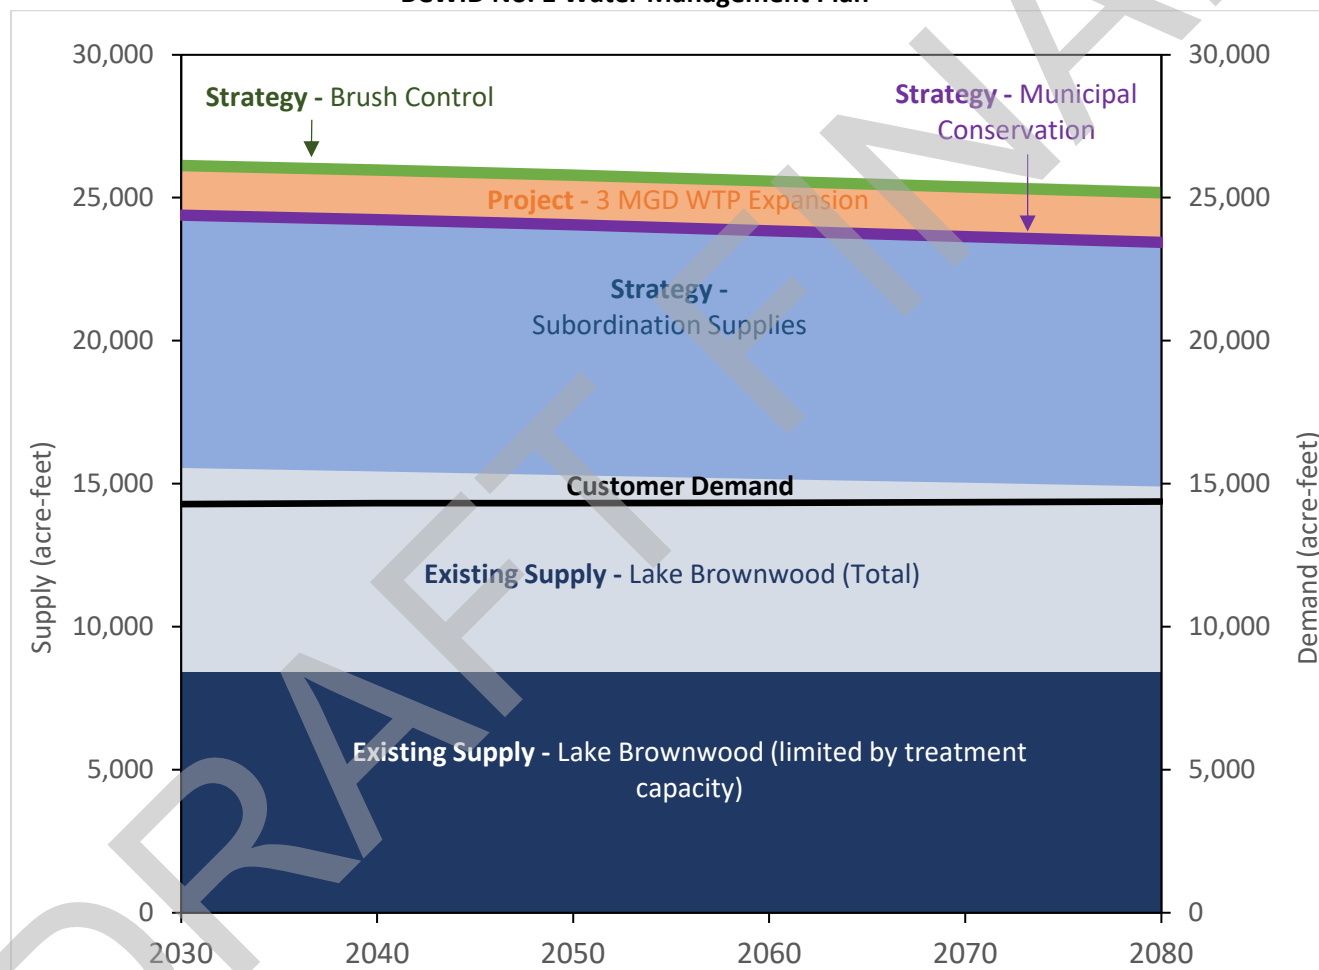 30,000
30,000
Strategy - Brush Control
Strategy - Municipal
Conservation
25,000
25,000
Project - 3 MGD WTP Expansion
Strategy -
Subordination Supplies
20,000
20,000
15,000
15,000
Customer Demand
Existing Supply - Lake Brownwood (Total)
10,000
10,000
Existing Supply - Lake Brownwood (limited by treatment
capacity)
5,000
5,000
0
0
2030 2040 2050 2060 2070 2080
Supply (acre-feet)
Demand (acre-feet)
DRAFT FINA